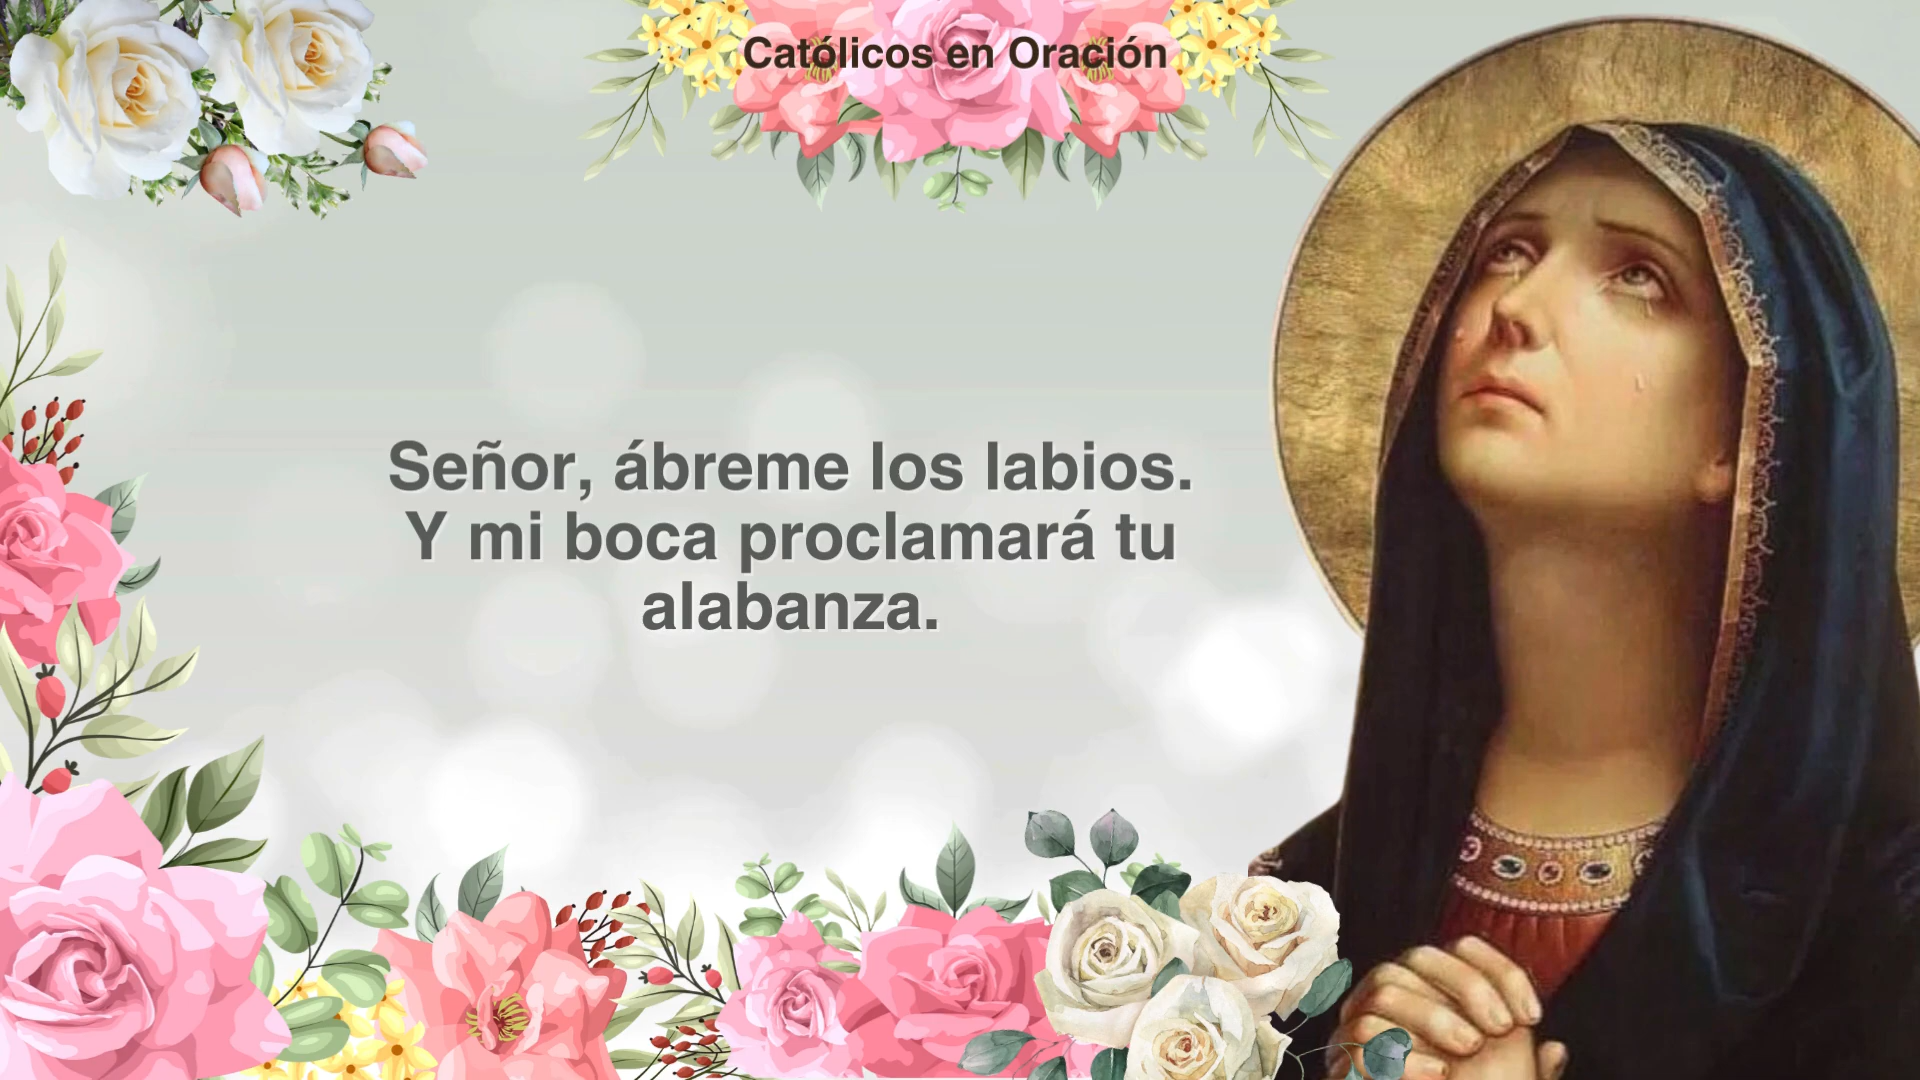 Católicos en Oración
Señor, ábreme los labios.
Y mi boca proclamará tu
alabanza.